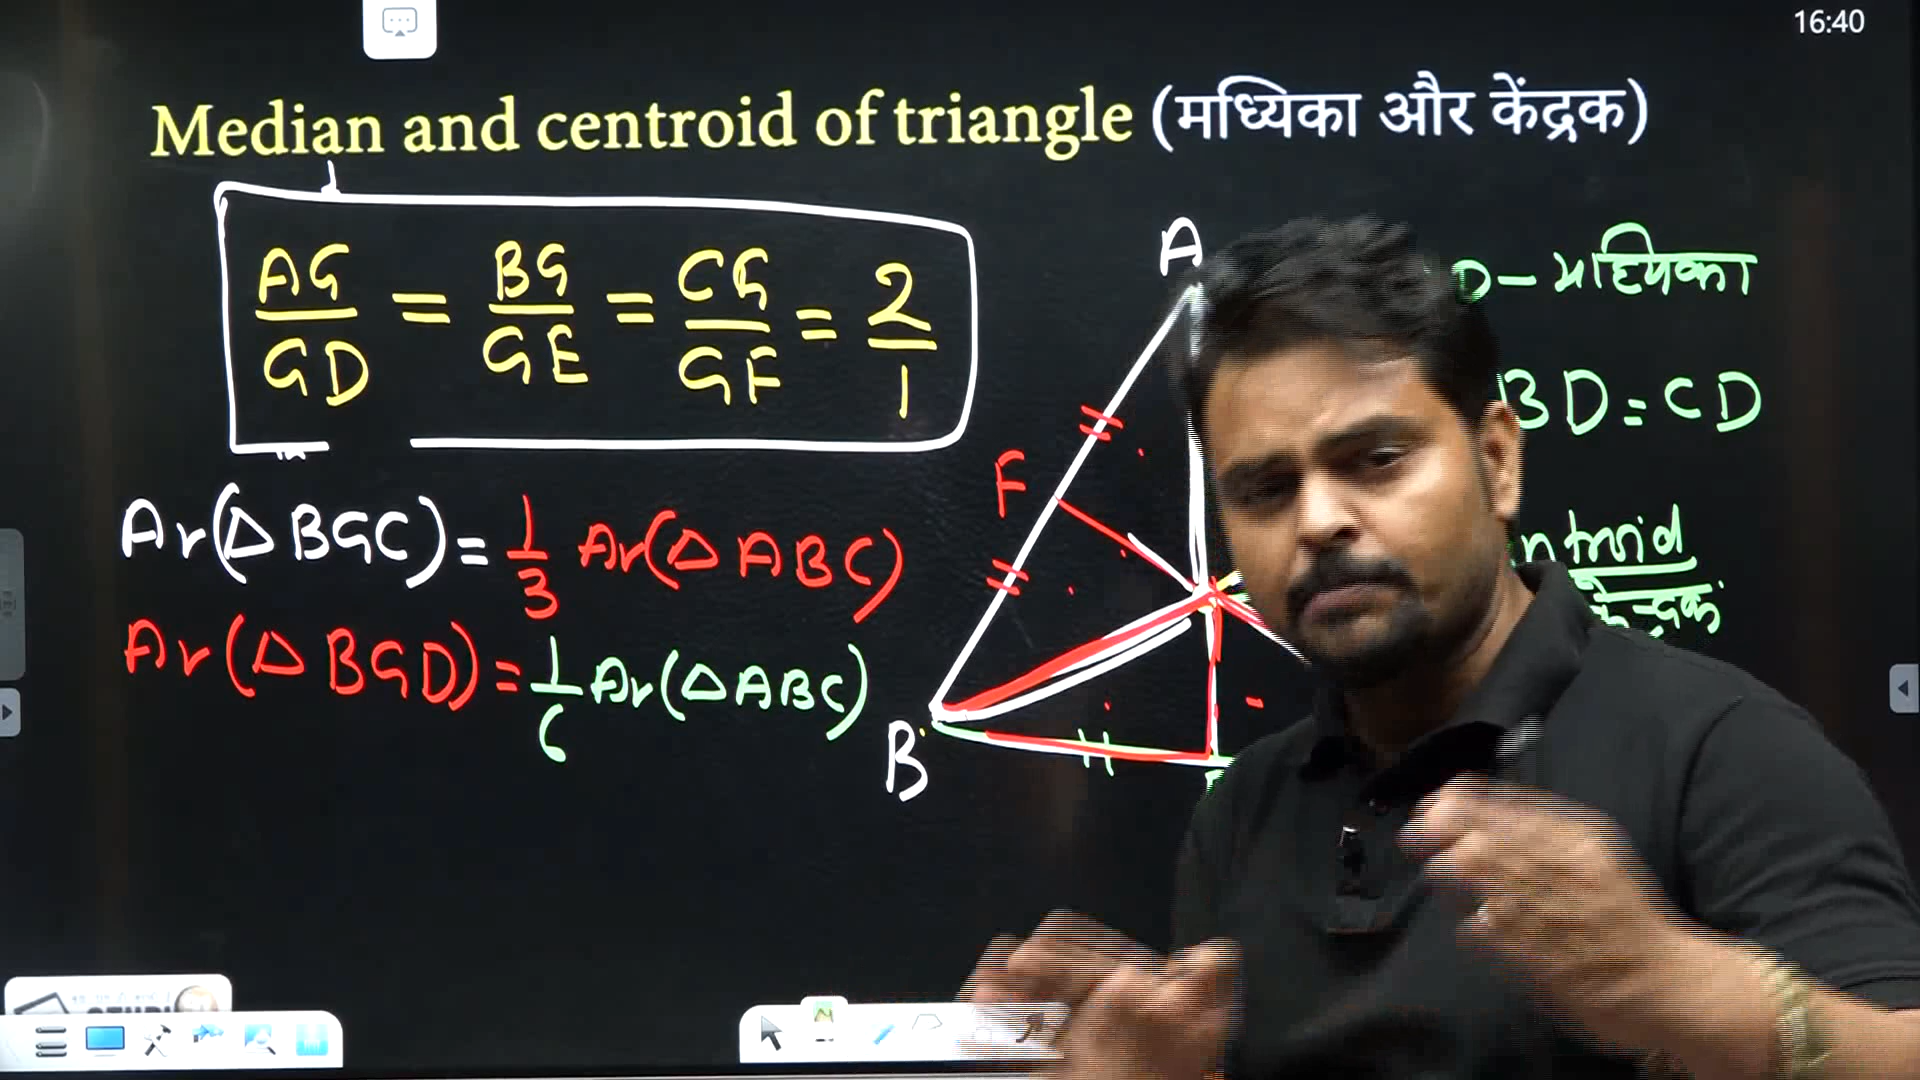 16:40
Median and centroid of triangle (मध्यिका और केंद्रक)
AG/GD = BG/GE = CG/GF = 2/1
Ar(△BGC) = 1/3 Ar(△ABC)
Ar(△BGD) = 1/6 Ar(△ABC)
A
F
B
D – मध्यिका
BD = CD
ntroid